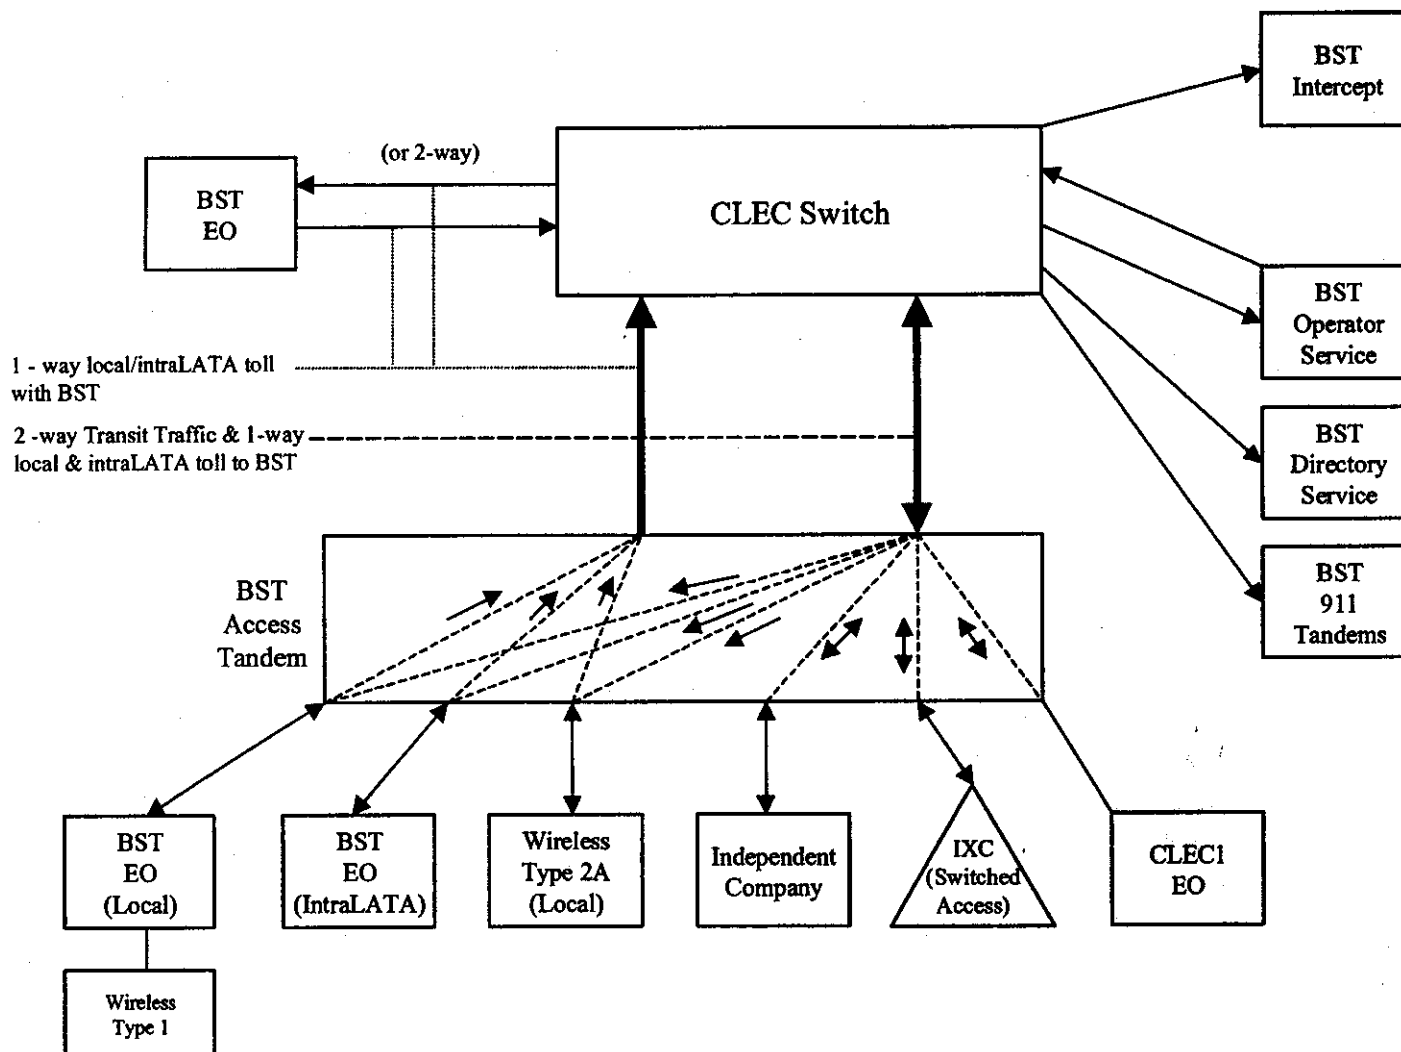 BST
Intercept
(or 2-way)
BST
EO
CLEC Switch
BST
Operator
Service
1 - way local/intraLATA toll
with BST
2 -way Transit Traffic & 1-way
local & intraLATA toll to BST
BST
Directory
Service
BST
911
Tandems
BST
Access
Tandem
BST
EO
(Local)
BST
EO
(IntraLATA)
Wireless
Type 2A
(Local)
Independent
Company
IXC
(Switched
Access)
CLEC1
EO
Wireless
Type 1